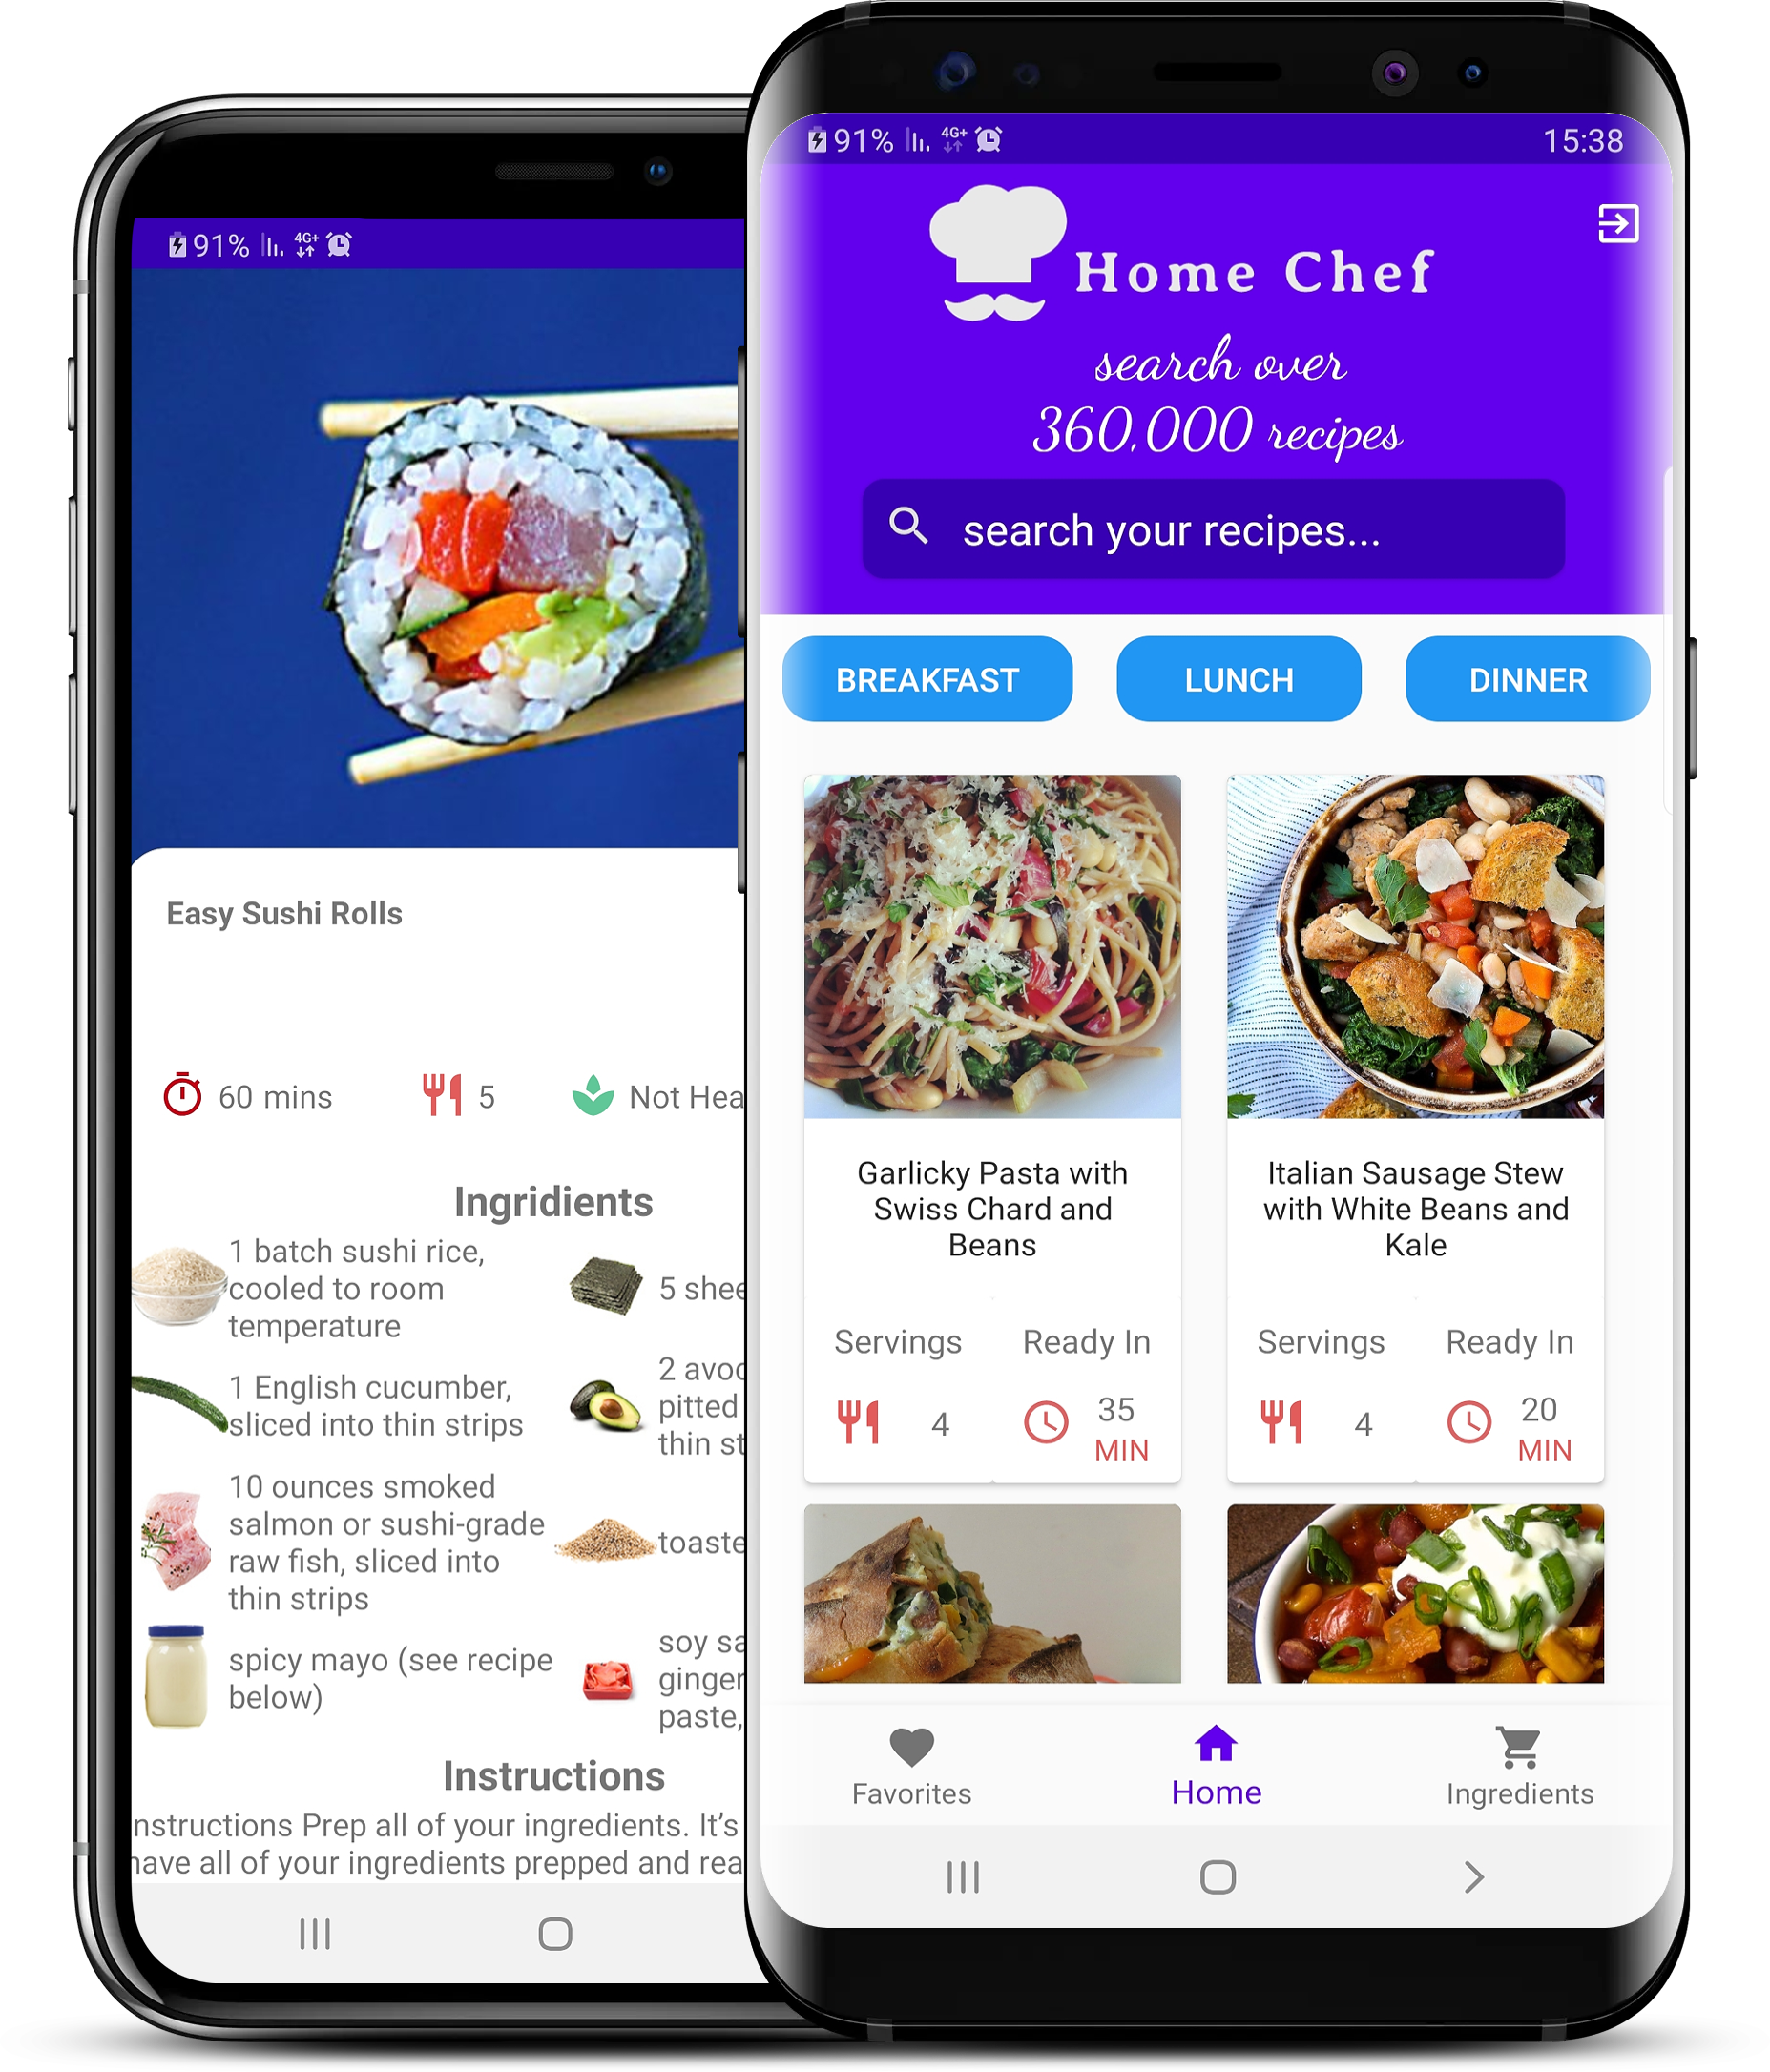 91% 4G+
Easy Sushi Rolls
60 mins 5 Not Hea
Ingridients
1 batch sushi rice,
cooled to room
temperature
5 shee
1 English cucumber,
sliced into thin strips
2 avoc
pitted
thin st
10 ounces smoked
salmon or sushi-grade
raw fish, sliced into
thin strips
toaste
spicy mayo (see recipe
below)
soy sa
ginger
paste,
Instructions
nstructions Prep all of your ingredients. It’s
have all of your ingredients prepped and rea
91% 4G+ 15:38
Home Chef
search over
360,000 recipes
search your recipes...
BREAKFAST LUNCH DINNER
Garlicky Pasta with
Swiss Chard and
Beans
Servings Ready In
4 35
MIN
Italian Sausage Stew
with White Beans and
Kale
Servings Ready In
4 20
MIN
Favorites Home Ingredients